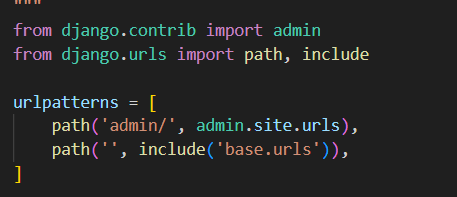 """
from django.contrib import admin
from django.urls import path, include
urlpatterns = [
    path('admin/', admin.site.urls),
    path('', include('base.urls')),
]